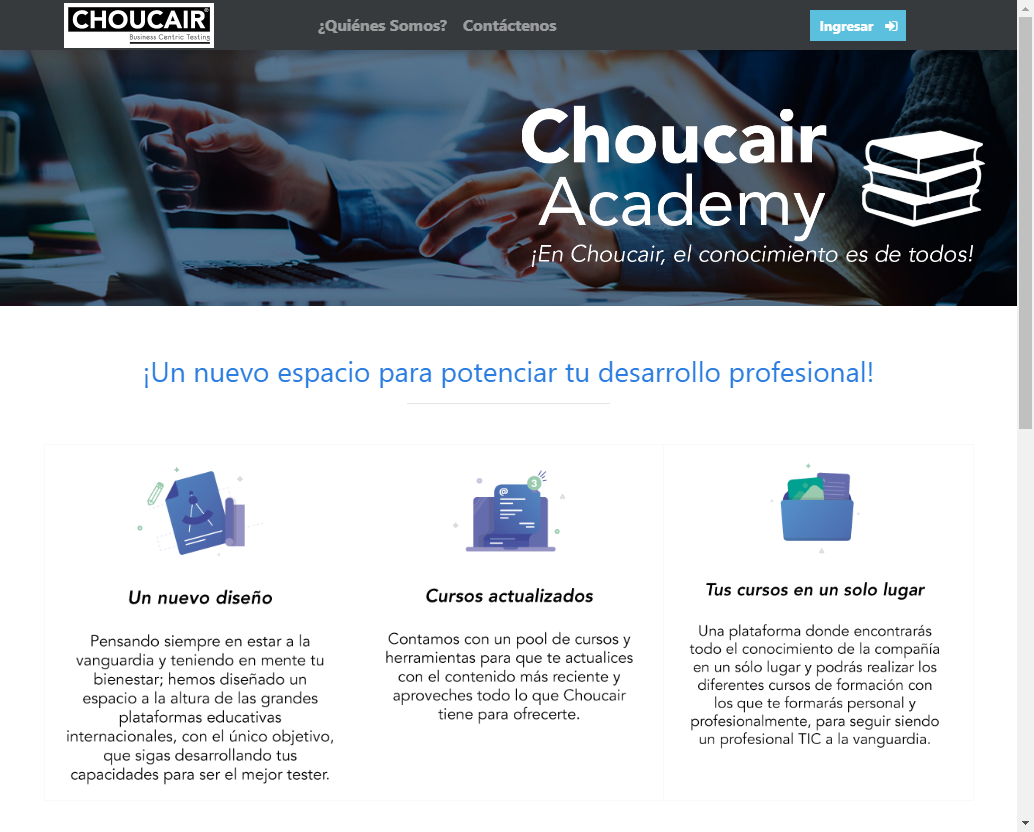 CHOUCAIR®
Business Centric Testing
¿Quiénes Somos?
Contáctenos
Ingresar
Choucair
Academy
¡En Choucair, el conocimiento es de todos!
¡Un nuevo espacio para potenciar tu desarrollo profesional!
Un nuevo diseño
Pensando siempre en estar a la
vanguardia y teniendo en mente tu
bienestar; hemos diseñado un
espacio a la altura de las grandes
plataformas educativas
internacionales, con el único objetivo,
que sigas desarrollando tus
capacidades para ser el mejor tester.
@
3
Cursos actualizados
Contamos con un pool de cursos y
herramientas para que te actualices
con el contenido más reciente y
aproveches todo lo que Choucair
tiene para ofrecerte.
Tus cursos en un solo lugar
Una plataforma donde encontrarás
todo el conocimiento de la compañía
en un sólo lugar y podrás realizar los
diferentes cursos de formación con
los que te formarás personal y
profesionalmente, para seguir siendo
un profesional TIC a la vanguardia.